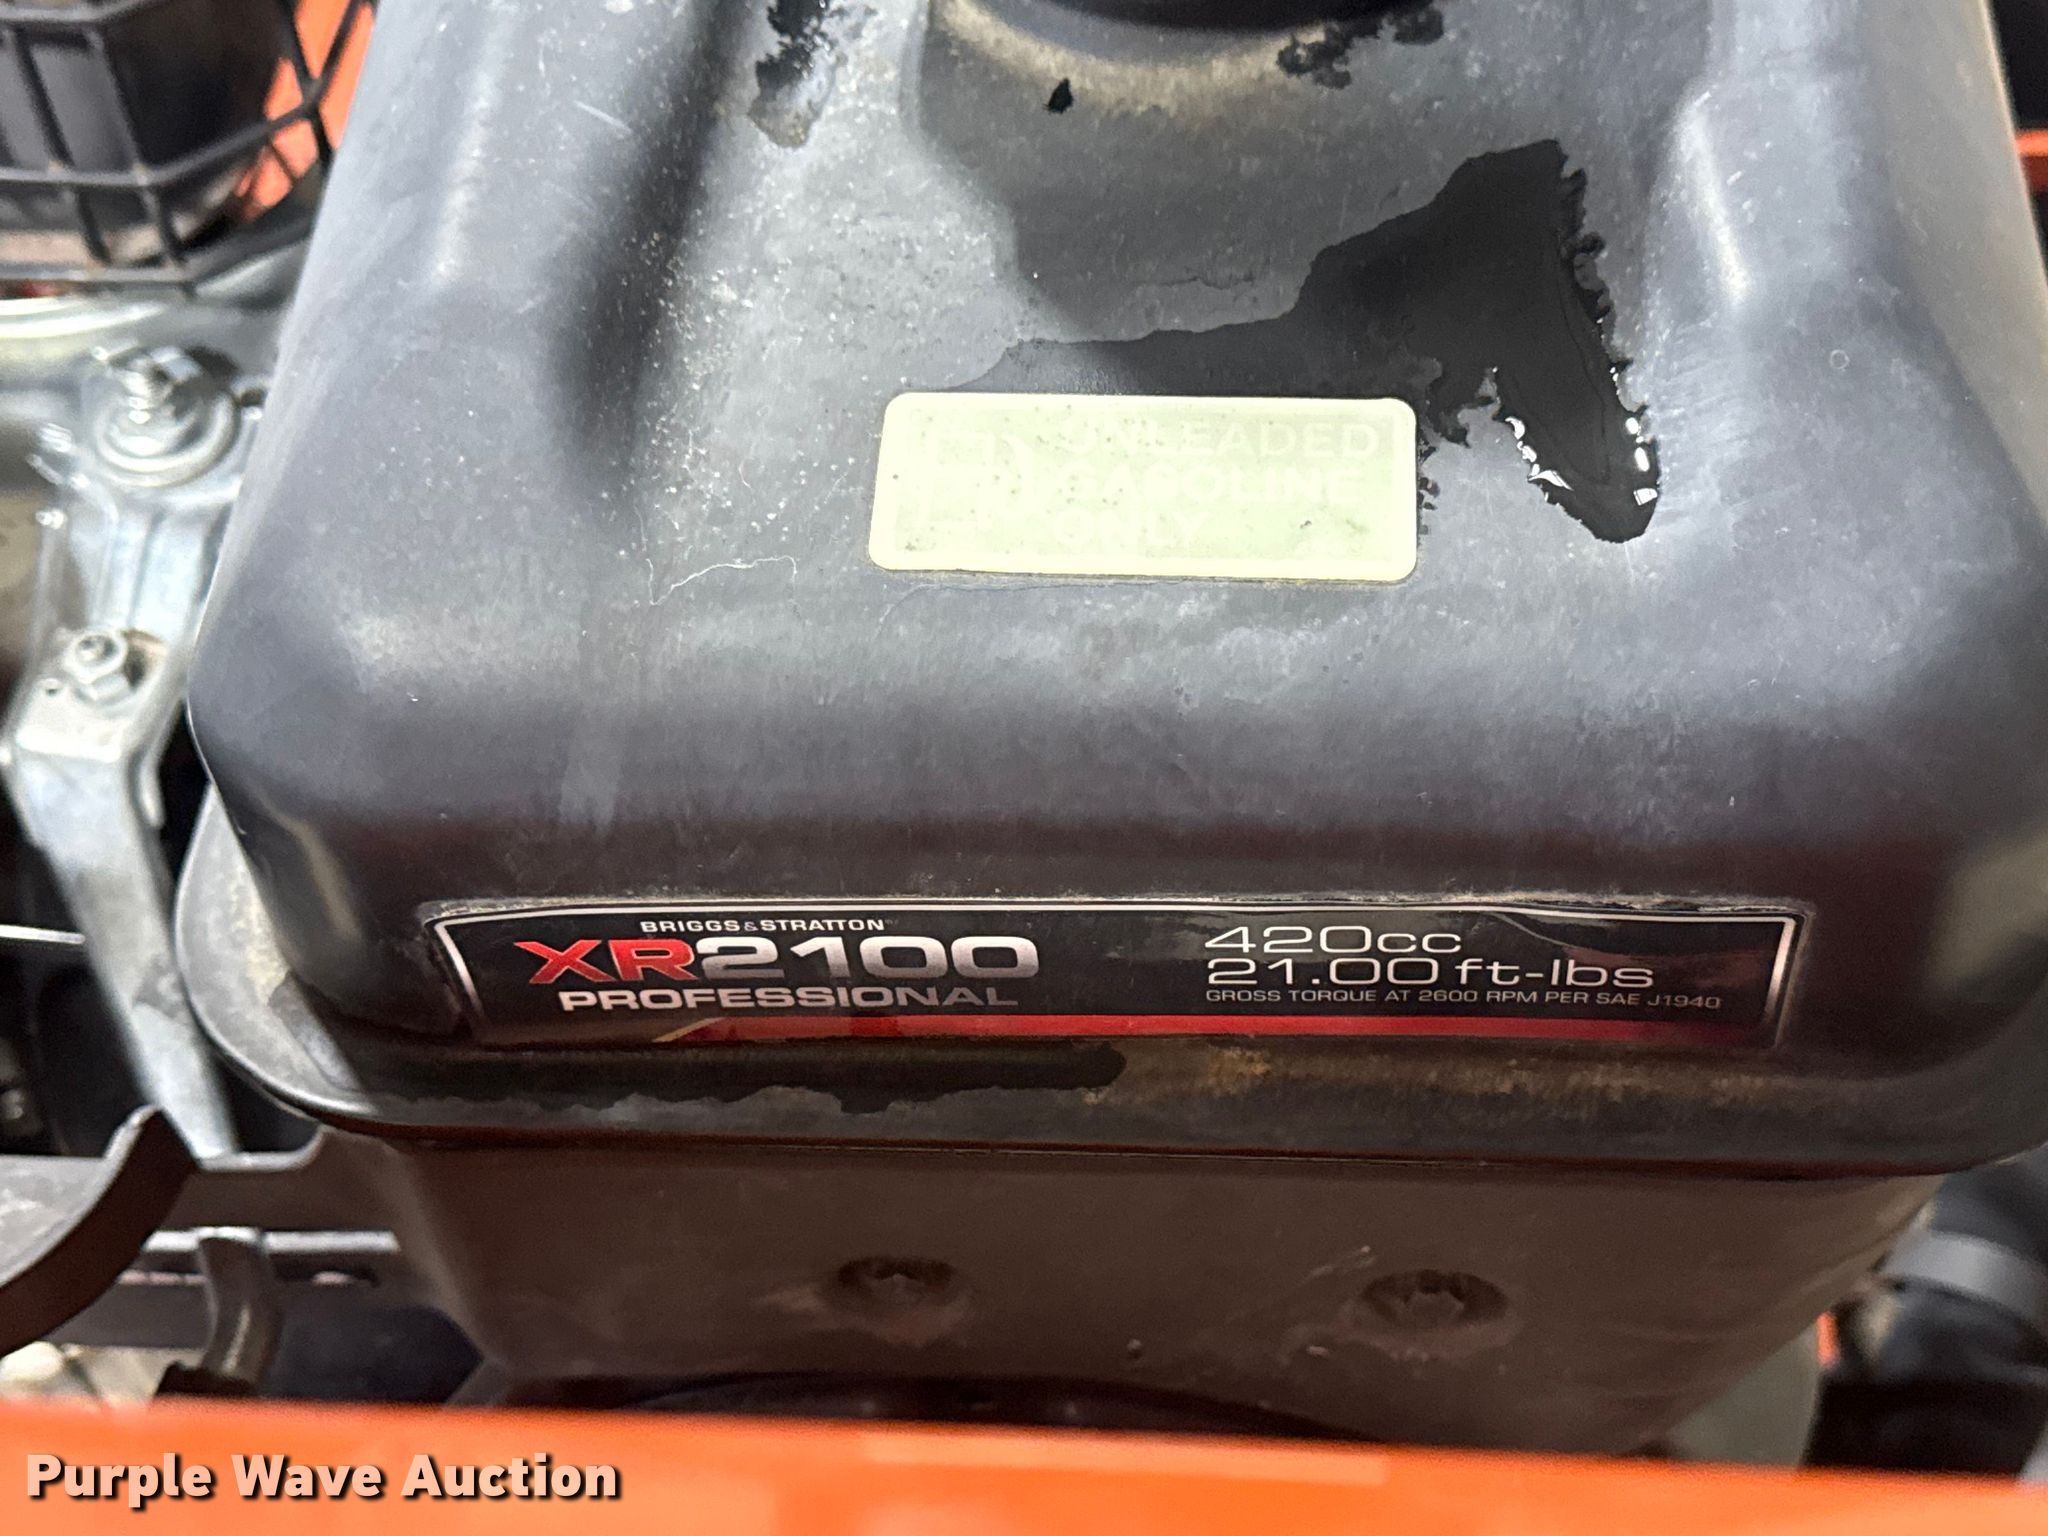 UNLEADED
GASOLINE
ONLY
BRIGGS&STRATTON
XR2100
PROFESSIONAL
420cc
21.00 ft-lbs
GROSS TORQUE AT 2600 RPM PER SAE J1940
Purple Wave Auction